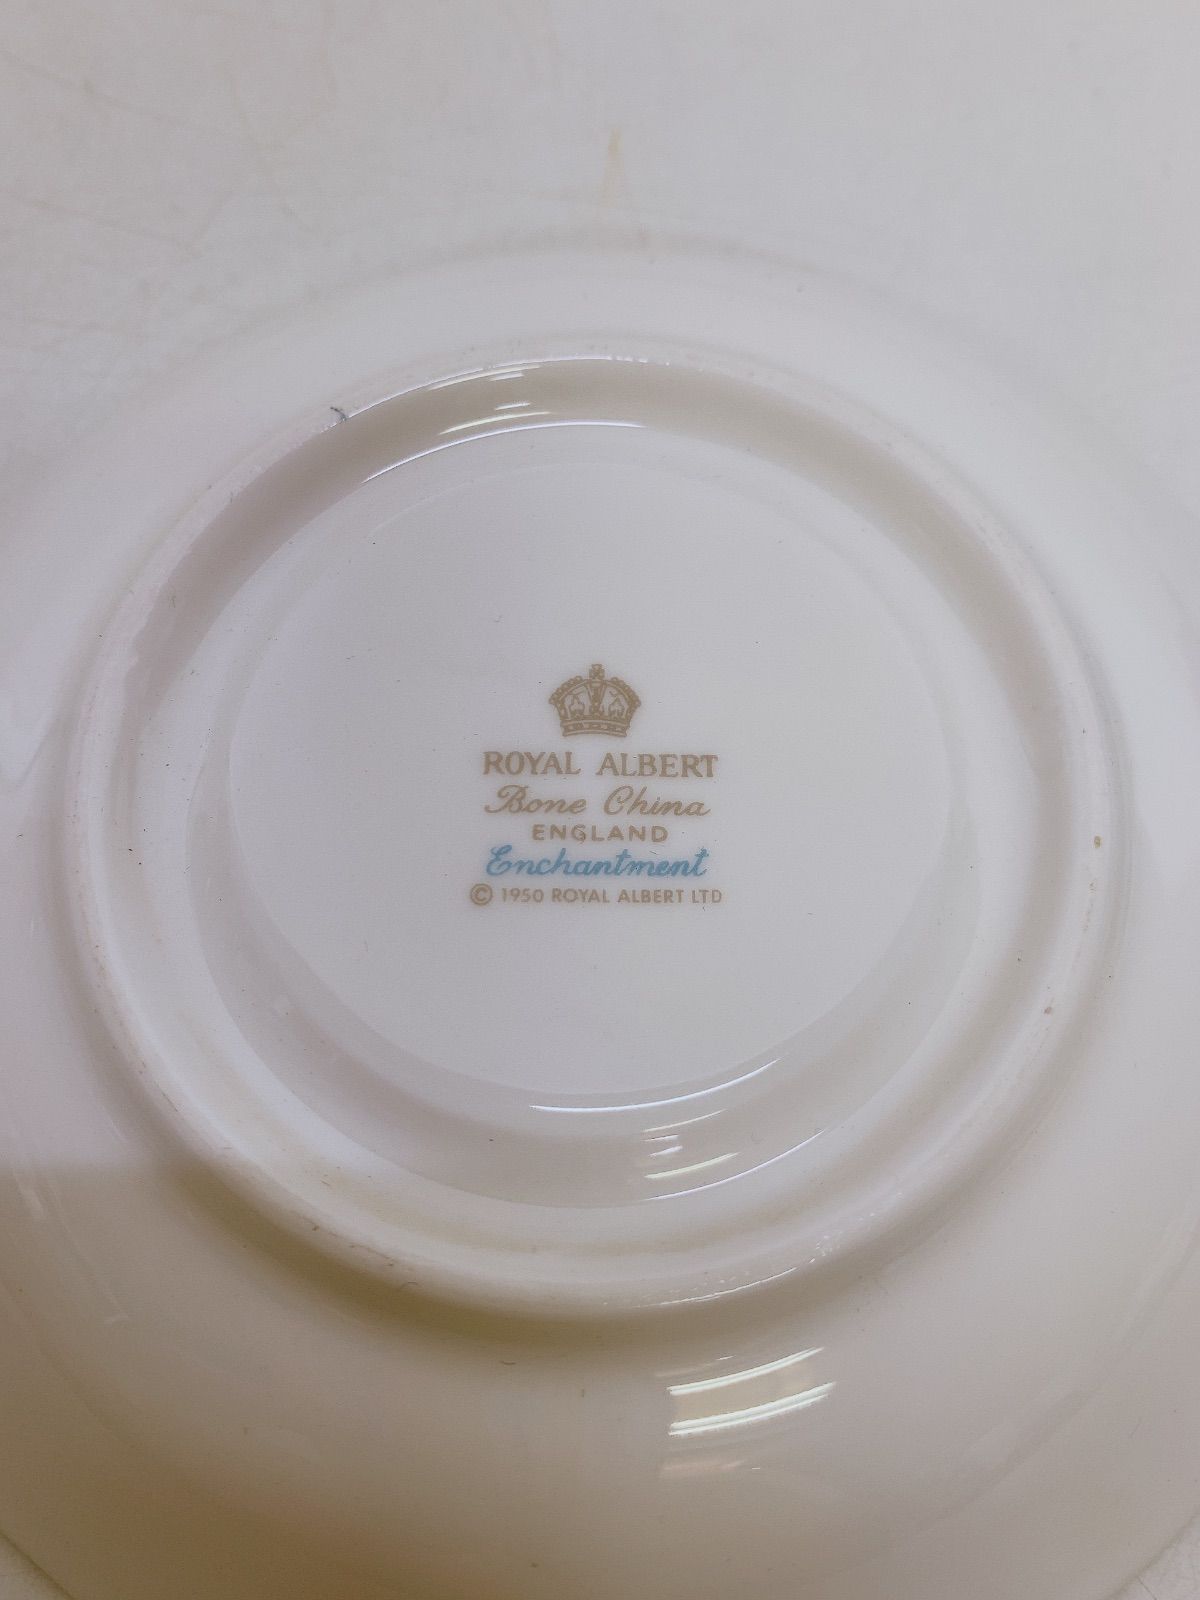 ROYAL ALBERT
Bone China
ENGLAND
Enchantment
© 1950 ROYAL ALBERT LTD